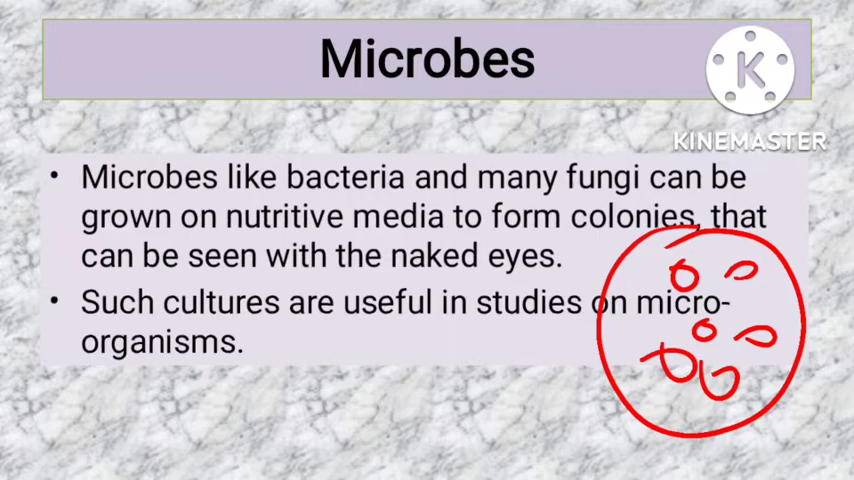 Microbes
KINEMASTER
• Microbes like bacteria and many fungi can be
grown on nutritive media to form colonies, that
can be seen with the naked eyes.
• Such cultures are useful in studies on micro-
organisms.